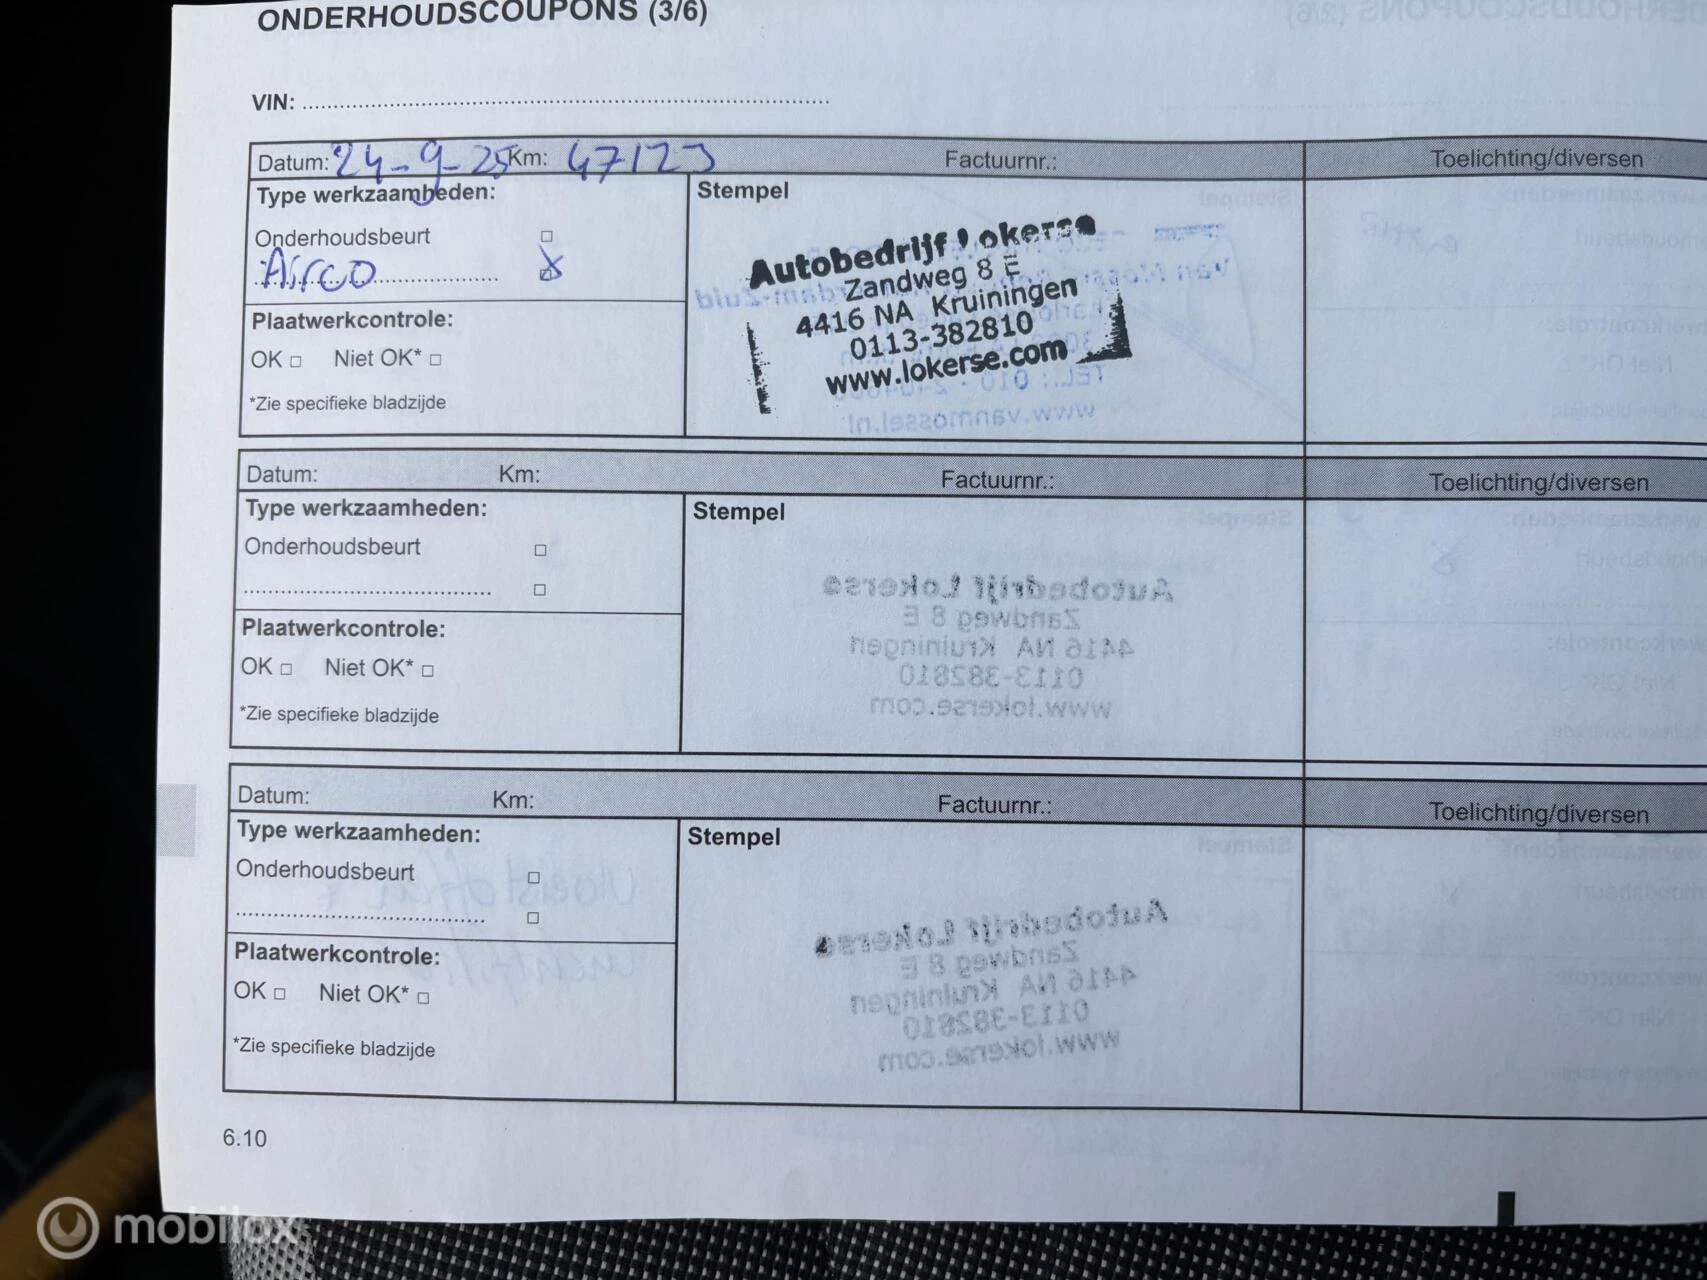 ONDERHOUDSCOUPONS (3/6)
VIN:
Datum: 24-9-25 Km: 47123 Factuurnr.: Toelichting/diversen
Type werkzaamheden:
Stempel
Onderhoudsbeurt
Airco
Autobedrijf Lokerse
Zandweg 8 E
4416 NA Kruiningen
0113-382810
www.lokerse.com
Plaatwerkcontrole:
OK Niet OK*
*Zie specifieke bladzijde
Datum: Km: Factuurnr.: Toelichting/diversen
Type werkzaamheden:
Stempel
Onderhoudsbeurt
Plaatwerkcontrole:
OK Niet OK*
*Zie specifieke bladzijde
Datum: Km: Factuurnr.: Toelichting/diversen
Type werkzaamheden:
Stempel
Onderhoudsbeurt
Plaatwerkcontrole:
OK Niet OK*
*Zie specifieke bladzijde
6.10
mobilox